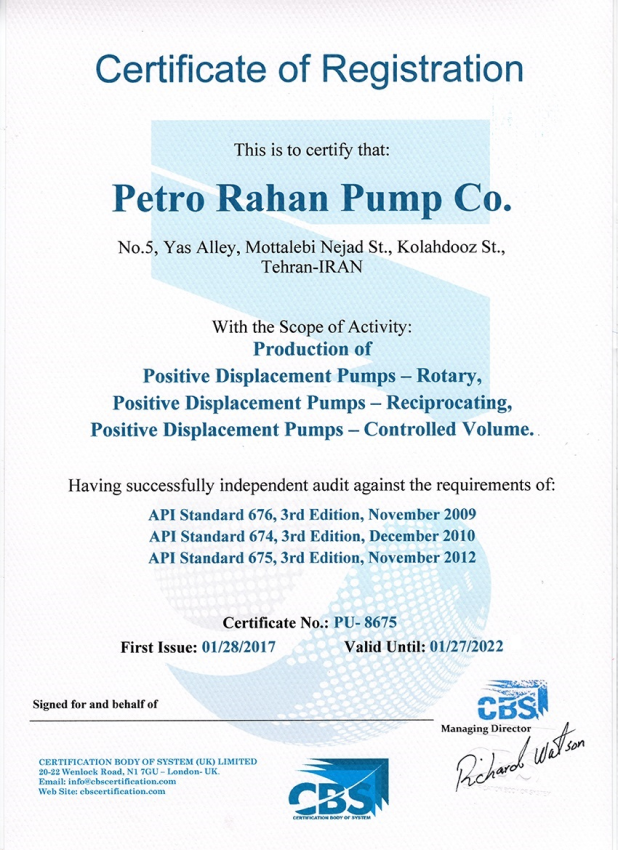 Certificate of Registration
This is to certify that:
Petro Rahan Pump Co.
No.5, Yas Alley, Mottalebi Nejad St., Kolahdooz St.,
Tehran-IRAN
With the Scope of Activity:
Production of
Positive Displacement Pumps – Rotary,
Positive Displacement Pumps – Reciprocating,
Positive Displacement Pumps – Controlled Volume.
Having successfully independent audit against the requirements of:
API Standard 676, 3rd Edition, November 2009
API Standard 674, 3rd Edition, December 2010
API Standard 675, 3rd Edition, November 2012
Certificate No.: PU- 8675
First Issue: 01/28/2017 Valid Until: 01/27/2022
Signed for and behalf of
CBS
Managing Director
Richard Watson
CERTIFICATION BODY OF SYSTEM (UK) LIMITED
20-22 Wenlock Road, N1 7GU – London- UK.
Email: info@cbscertification.com
Web Site: cbscertification.com
CBS
CERTIFICATION BODY OF SYSTEM